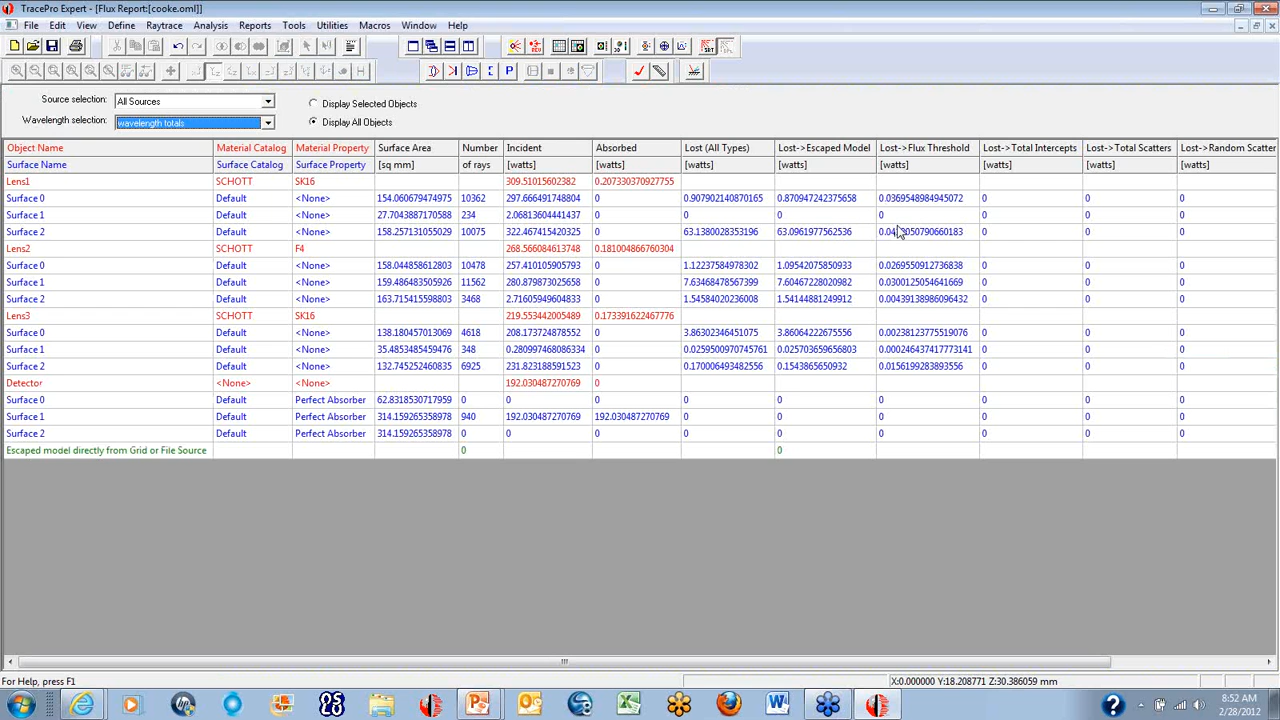 TracePro Expert - [Flux Report:[cooke.oml]]
File Edit View Define Raytrace Analysis Reports Tools Utilities Macros Window Help
Source selection: All Sources Display Selected Objects
Wavelength selection: wavelength totals Display All Objects
Object Name Material Catalog Material Property Surface Area Number Incident Absorbed Lost (All Types) Lost->Escaped Model Lost->Flux Threshold Lost->Total Intercepts Lost->Total Scatters Lost->Random Scatter
Surface Name Surface Catalog Surface Property [sq mm] of rays [watts] [watts] [watts] [watts] [watts] [watts] [watts] [watts]
Lens1 SCHOTT SK16 309.51015602382 0.207330370927755
Surface 0 Default <None> 154.060679474975 10362 297.666491748804 0 0.907902140870165 0.870947242375658 0.0369548984945072 0 0 0
Surface 1 Default <None> 27.7043887170588 234 2.06813604441437 0 0 0 0 0 0 0
Surface 2 Default <None> 158.257131055029 10075 322.467415420325 0 63.1380028353196 63.0961977562536 0 0 0
Lens2 SCHOTT F4 268.566084613748 0.181004866760304
Surface 0 Default <None> 158.044858612803 10478 257.410105905793 0 1.12237584978302 1.09542075850933 0.0269550912736838 0 0 0
Surface 1 Default <None> 159.486483505926 11562 280.879873025658 0 7.63468487567399 7.60467228020982 0.0300125054641669 0 0 0
Surface 2 Default <None> 163.715415598803 3468 2.71605949604833 0 1.54584020236008 1.54144881249912 0.00439138986096432 0 0 0
Lens3 SCHOTT SK16 219.553442005489 0.173391622467776
Surface 0 Default <None> 138.180457013069 4618 208.173724878552 0 3.86302346451075 3.86064222675556 0.00238123775519076 0 0 0
Surface 1 Default <None> 35.4853485459476 348 0.280997468086334 0 0.0259500970745761 0.025703659656803 0.000246437417773141 0 0 0
Surface 2 Default <None> 132.745252460835 6925 231.823188591523 0 0.170006493482556 0.1543865650932 0.0156199283893556 0 0 0
Detector <None> <None> 192.030487270769 0
Surface 0 Default Perfect Absorber 62.8318530717959 0 0 0 0 0 0 0 0 0
Surface 1 Default Perfect Absorber 314.159265358978 940 192.030487270769 192.030487270769 0 0 0 0 0 0
Surface 2 Default Perfect Absorber 314.159265358978 0 0 0 0 0 0 0 0 0
Escaped model directly from Grid or File Source 0 0
For Help, press F1 X:0.000000 Y:18.208771 Z:30.386059 mm
8:52 AM
2/28/2012